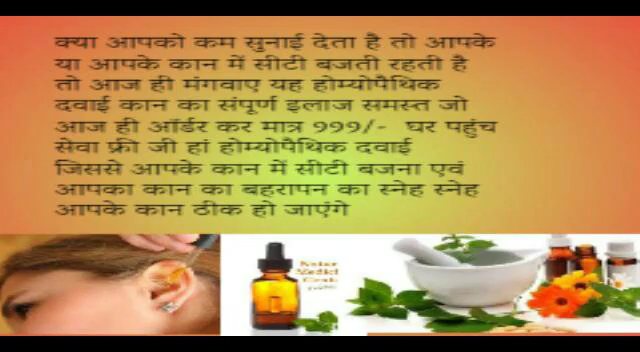 क्या आपको कम सुनाई देता है तो आपके
या आपके कान में सीटी बजती रहती है
तो आज ही मंगवाए यह होम्योपैथिक
दवाई कान का संपूर्ण इलाज समस्त जो
आज ही ऑर्डर कर मात्र 999/- घर पहुंच
सेवा फ्री जी हां होम्योपैथिक दवाई
जिससे आपके कान में सीटी बजना एवं
आपका कान का बहरापन का स्नेह स्नेह
आपके कान ठीक हो जाएंगे